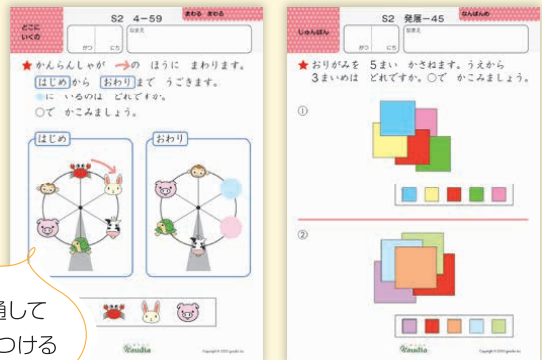 どこに
いくの
S2 4−59
まわる まわる
がつ
にち
なまえ
★かんらんしゃが →の ほうに まわります。
はじめから おわりまで うごきます。
●に いるのは どれですか。
○で かこみましょう。
はじめ
おわり
通して
つける
Goudia
じゅんばん
S2 発展−45
なんばんめ
がつ
にち
なまえ
★おりがみを 5まい かさねます。うえから
3まいめは どれですか。○で かこみましょう。
①
②
Goudia